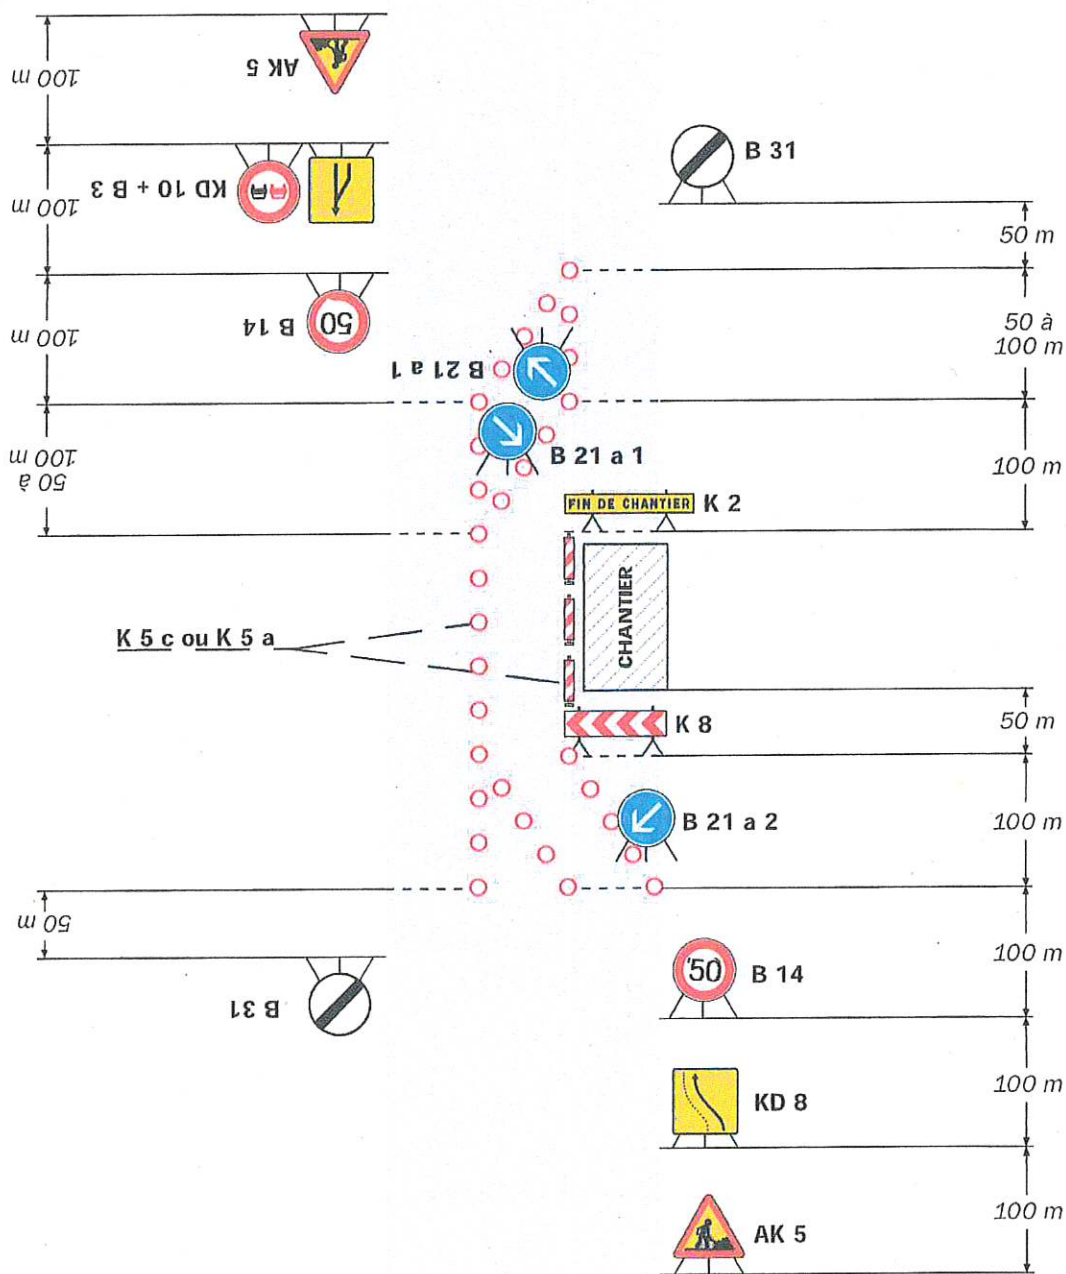 100 m
AK 5
100 m
KD 10 + B 3
100 m
B 14
50
B 21 a 1
50 à
100 m
B 31
50 m
50 à
100 m
B 21 a 1
100 m
FIN DE CHANTIER
K 2
CHANTIER
K 5 c ou K 5 a
K 8
50 m
B 21 a 2
100 m
50 m
B 31
50
B 14
100 m
KD 8
100 m
AK 5
100 m